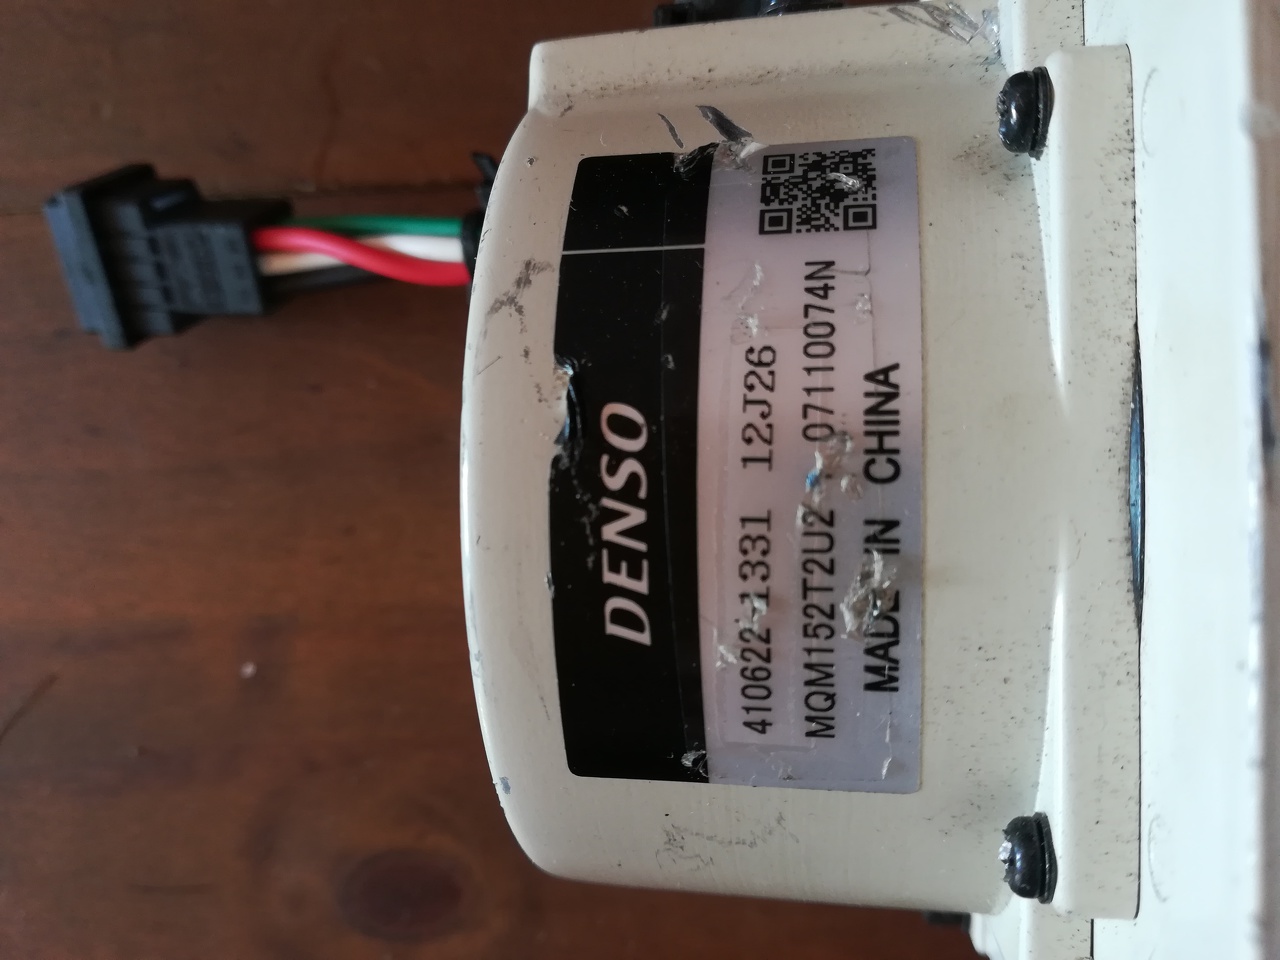 DENSO
410622-1331 12J26
MQM152T2U2 07110074N
MADE IN CHINA